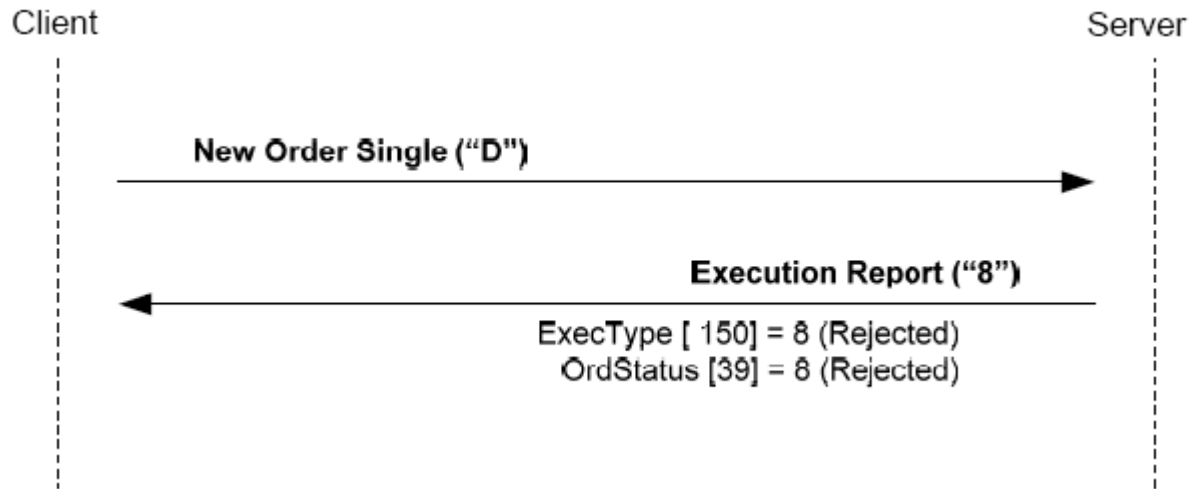 Client
Server
New Order Single (“D”)
Execution Report (“8”)
ExecType [ 150] = 8 (Rejected)
OrdStatus [39] = 8 (Rejected)